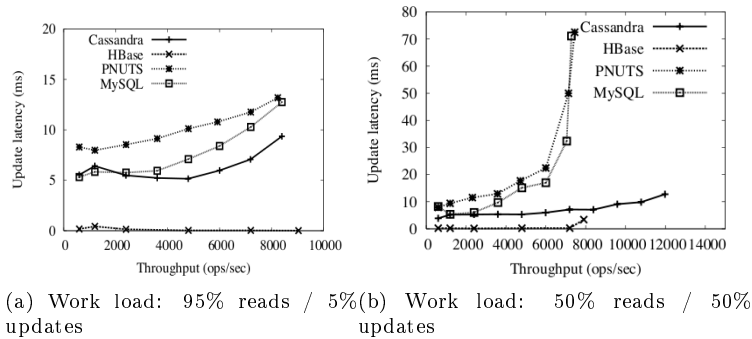 20
15
10
5
0
Update latency (ms)
Cassandra
HBase
PNUTS
MySQL
0 2000 4000 6000 8000 10000
Throughput (ops/sec)
80
70
60
50
40
30
20
10
0
Update latency (ms)
Cassandra
HBase
PNUTS
MySQL
0 2000 4000 6000 8000 10000 12000 14000
Throughput (ops/sec)
(a) Work load: 95% reads / 5%
updates
(b) Work load: 50% reads / 50%
updates